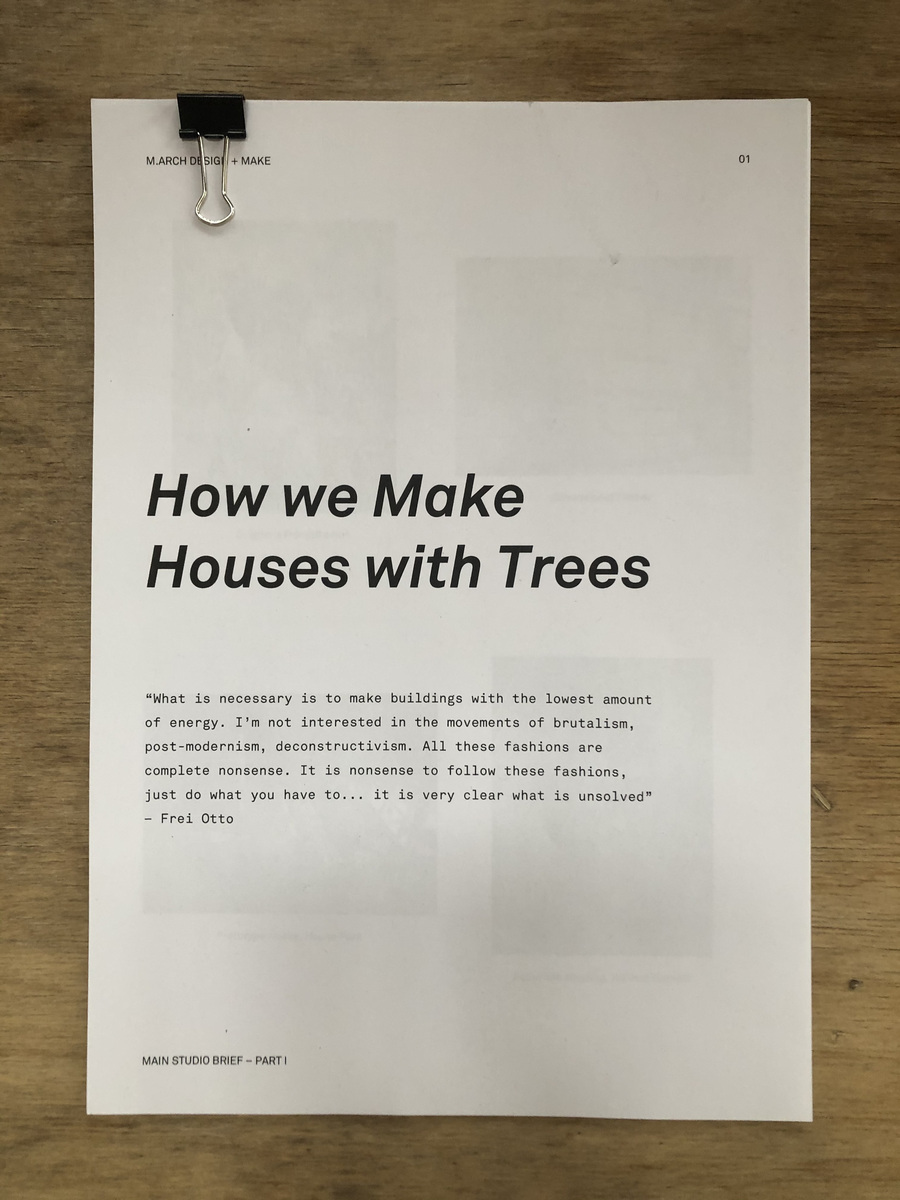 M.ARCH DESIGN + MAKE
01
How we Make
Houses with Trees
“What is necessary is to make buildings with the lowest amount
of energy. I’m not interested in the movements of brutalism,
post-modernism, deconstructivism. All these fashions are
complete nonsense. It is nonsense to follow these fashions,
just do what you have to... it is very clear what is unsolved”
– Frei Otto
MAIN STUDIO BRIEF – PART I